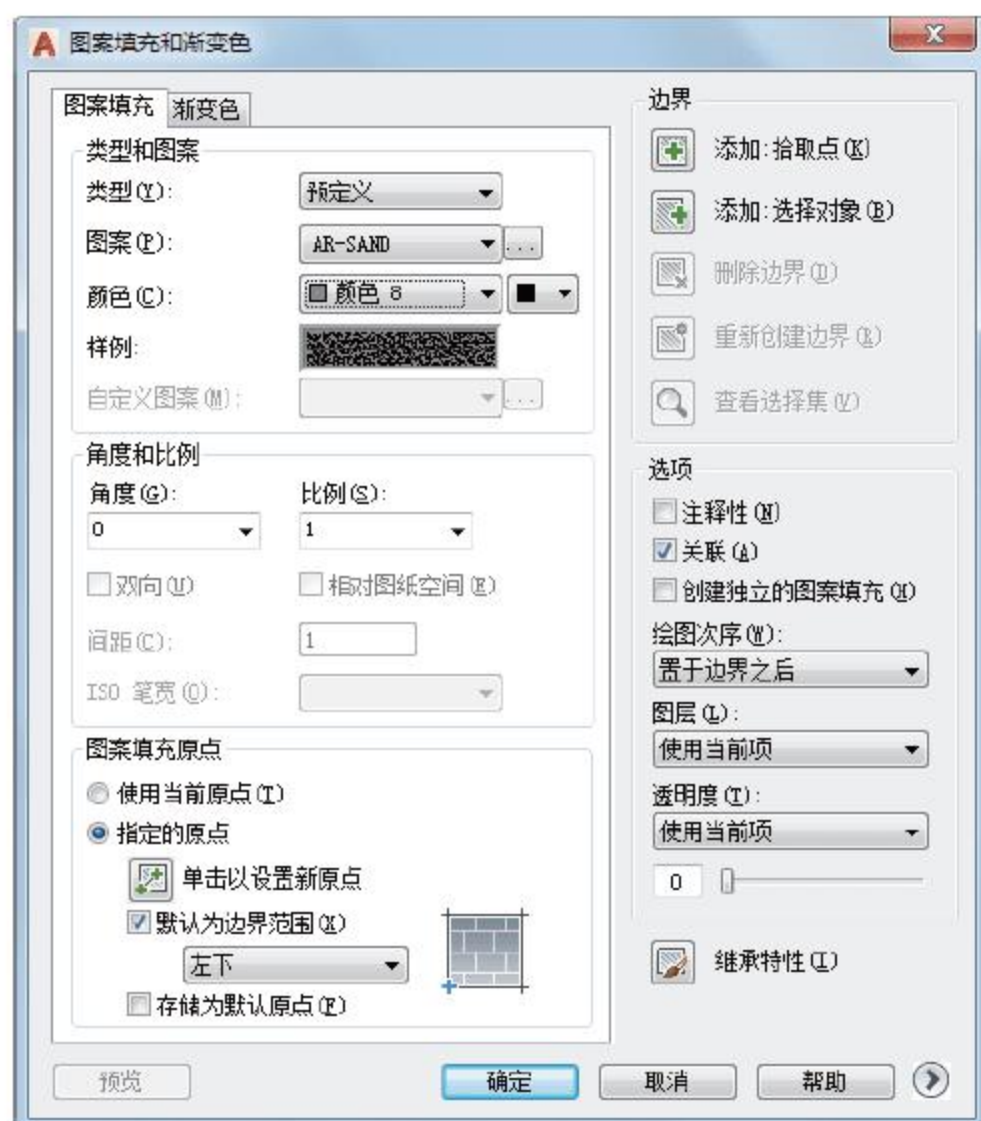 图案填充和渐变色
图案填充 渐变色
类型和图案
类型(Y):
预定义
图案(P):
AR-SAND
...
颜色(C):
颜色 8
样例:
自定义图案(M):
...
角度和比例
角度(G):
比例(S):
0
1
双向(U)
相对图纸空间(E)
间距(C):
1
ISO 笔宽(O):
图案填充原点
使用当前原点(T)
指定的原点
单击以设置新原点
默认为边界范围(X)
左下
存储为默认原点(F)
边界
添加:拾取点(K)
添加:选择对象(B)
删除边界(D)
重新创建边界(R)
查看选择集(V)
选项
注释性(N)
关联(A)
创建独立的图案填充(H)
绘图次序(W):
置于边界之后
图层(L):
使用当前项
透明度(T):
使用当前项
0
继承特性(I)
预览
确定
取消
帮助